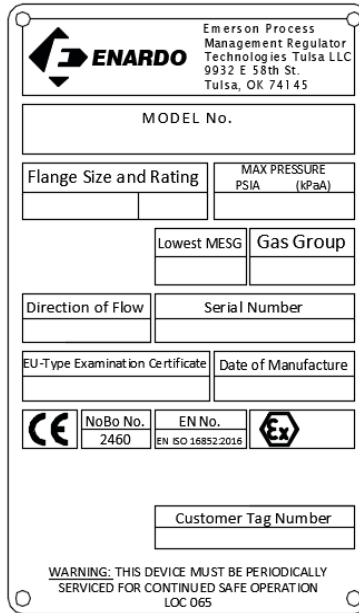 ENARDO
Emerson Process
Management Regulator
Technologies Tulsa LLC
9932 E 58th St.
Tulsa, OK 74145
MODEL No.
Flange Size and Rating
MAX PRESSURE
PSIA (kPaA)
Lowest MESG
Gas Group
Direction of Flow
Serial Number
EU-Type Examination Certificate
Date of Manufacture
CE
NoBo No.
2460
EN No.
EN ISO 16852:2016
Ex
Customer Tag Number
WARNING: THIS DEVICE MUST BE PERIODICALLY
SERVICED FOR CONTINUED SAFE OPERATION
LOC 065